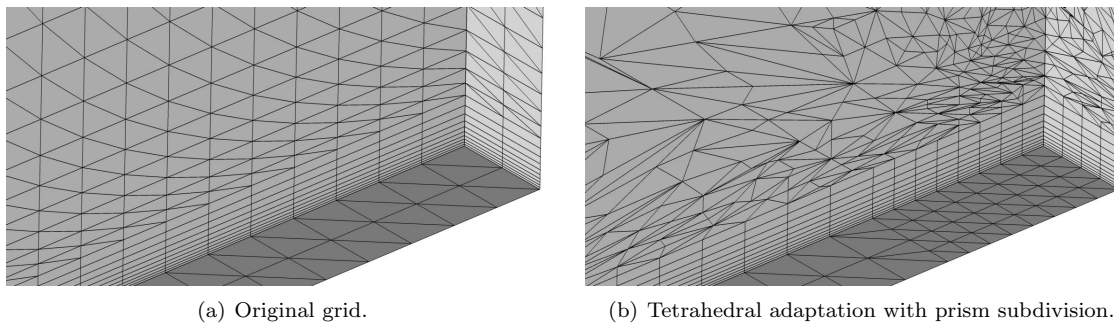 (a) Original grid.
(b) Tetrahedral adaptation with prism subdivision.